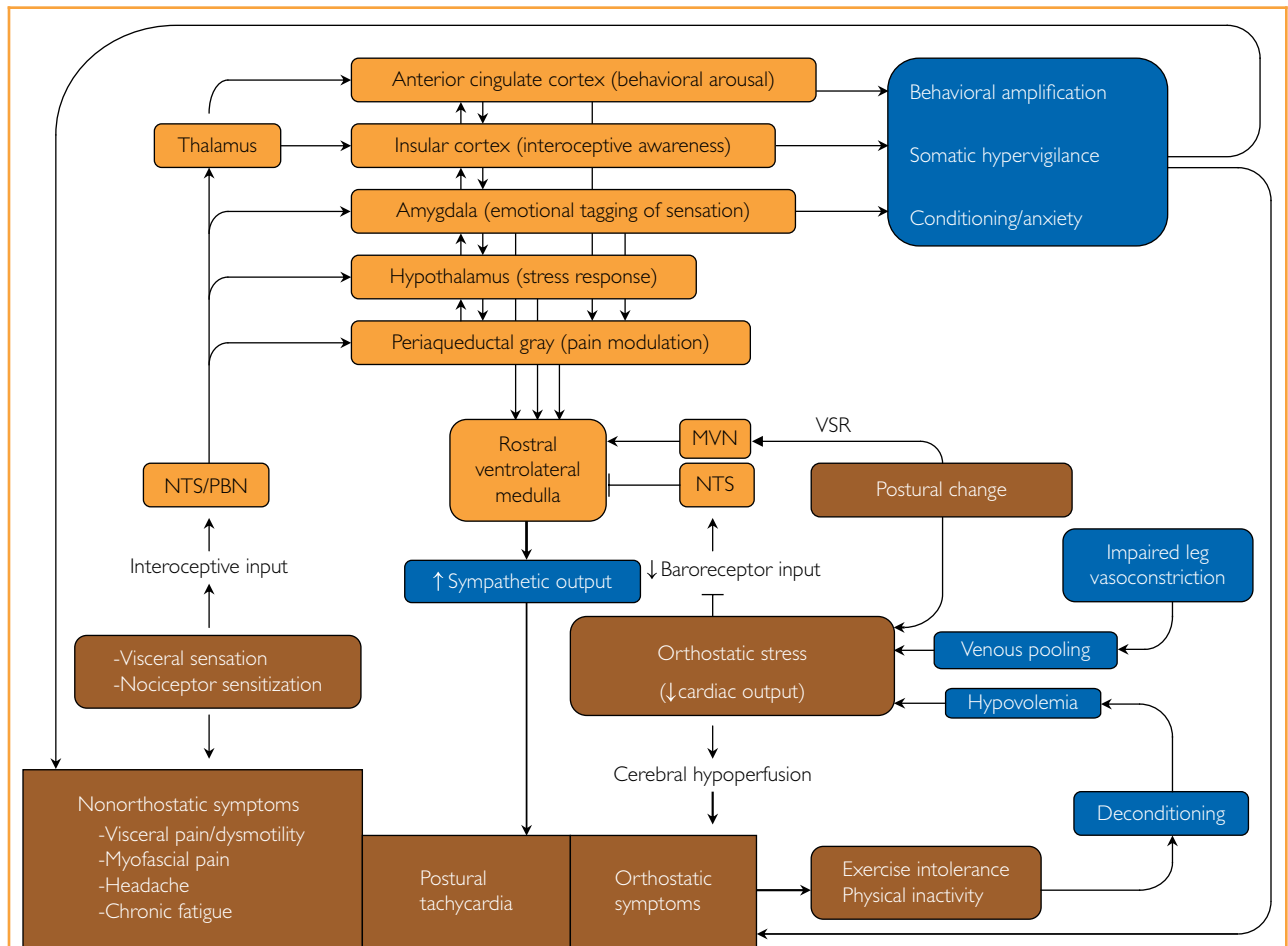 Anterior cingulate cortex (behavioral arousal)
Thalamus
Insular cortex (interoceptive awareness)
Amygdala (emotional tagging of sensation)
Hypothalamus (stress response)
Periaqueductal gray (pain modulation)
Behavioral amplification
Somatic hypervigilance
Conditioning/anxiety
Rostral
ventrolateral
medulla
MVN
VSR
NTS
Postural change
NTS/PBN
Interoceptive input
↑ Sympathetic output
↓ Baroreceptor input
Impaired leg
vasoconstriction
-Visceral sensation
-Nociceptor sensitization
Orthostatic stress
(↓cardiac output)
Venous pooling
Hypovolemia
Cerebral hypoperfusion
Deconditioning
Nonorthostatic symptoms
-Visceral pain/dysmotility
-Myofascial pain
-Headache
-Chronic fatigue
Postural
tachycardia
Orthostatic
symptoms
Exercise intolerance
Physical inactivity